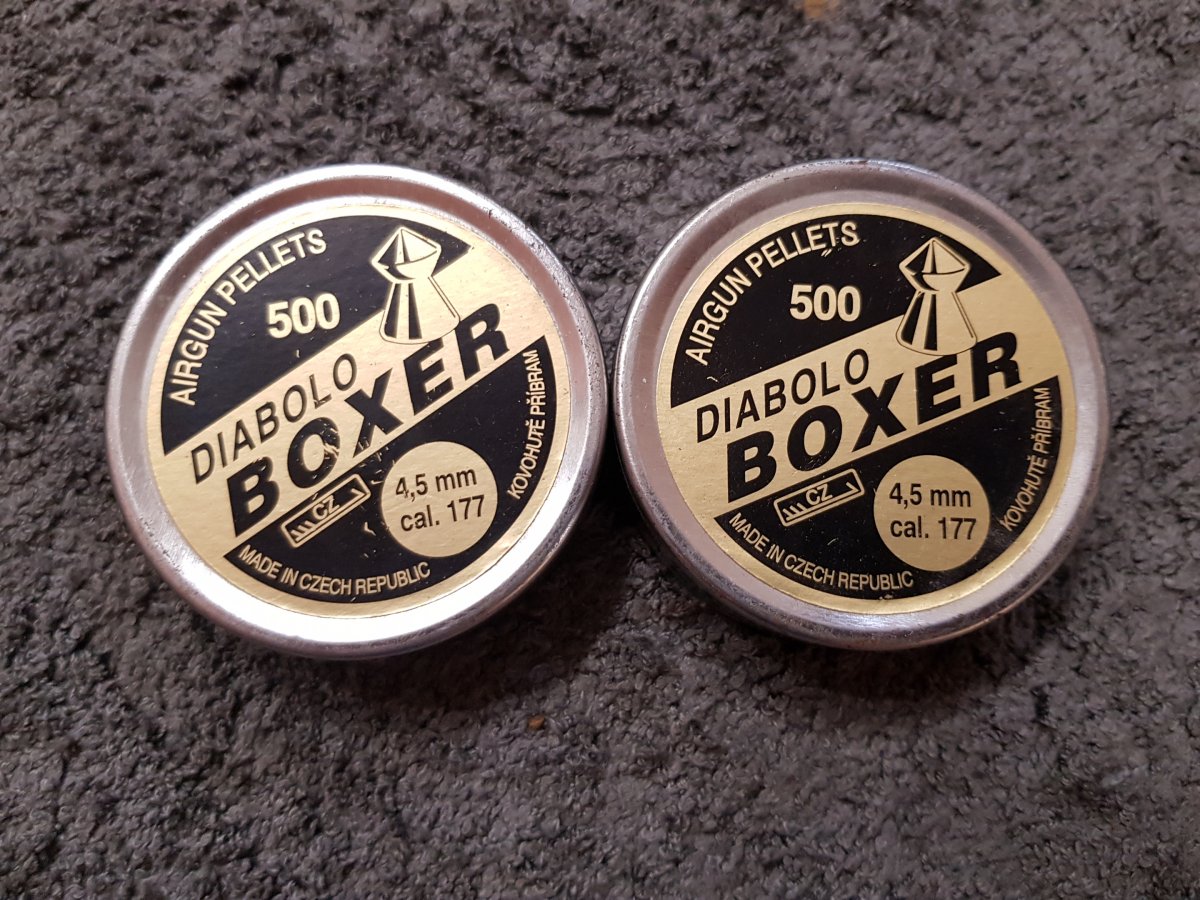 AIRGUN PELLETS
500
DIABOLO
BOXER
CZ
4,5 mm
cal. 177
KOVOHUTĚ PŘÍBRAM
MADE IN CZECH REPUBLIC
AIRGUN PELLETS
500
DIABOLO
BOXER
CZ
4,5 mm
cal. 177
KOVOHUTĚ PŘÍBRAM
MADE IN CZECH REPUBLIC